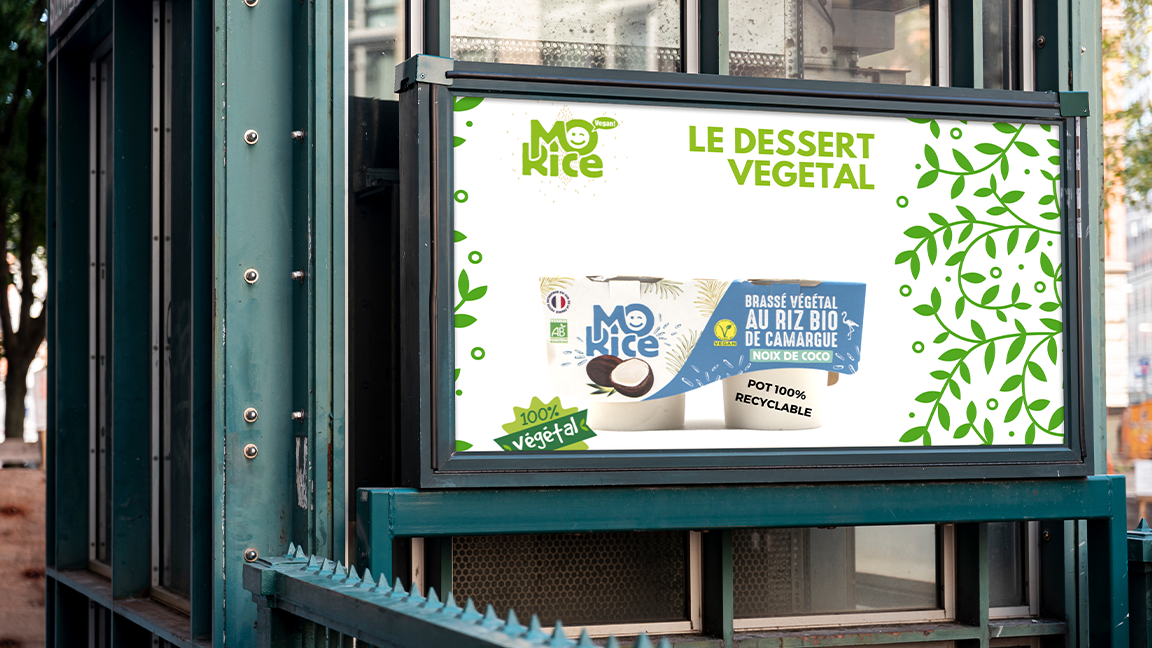 MO Rice
Vegan!
LE DESSERT
VEGETAL
MO Rice
AB
VEGAN
BRASSÉ VÉGÉTAL
AU RIZ BIO
DE CAMARGUE
NOIX DE COCO
POT 100%
RECYCLABLE
100%
végétal